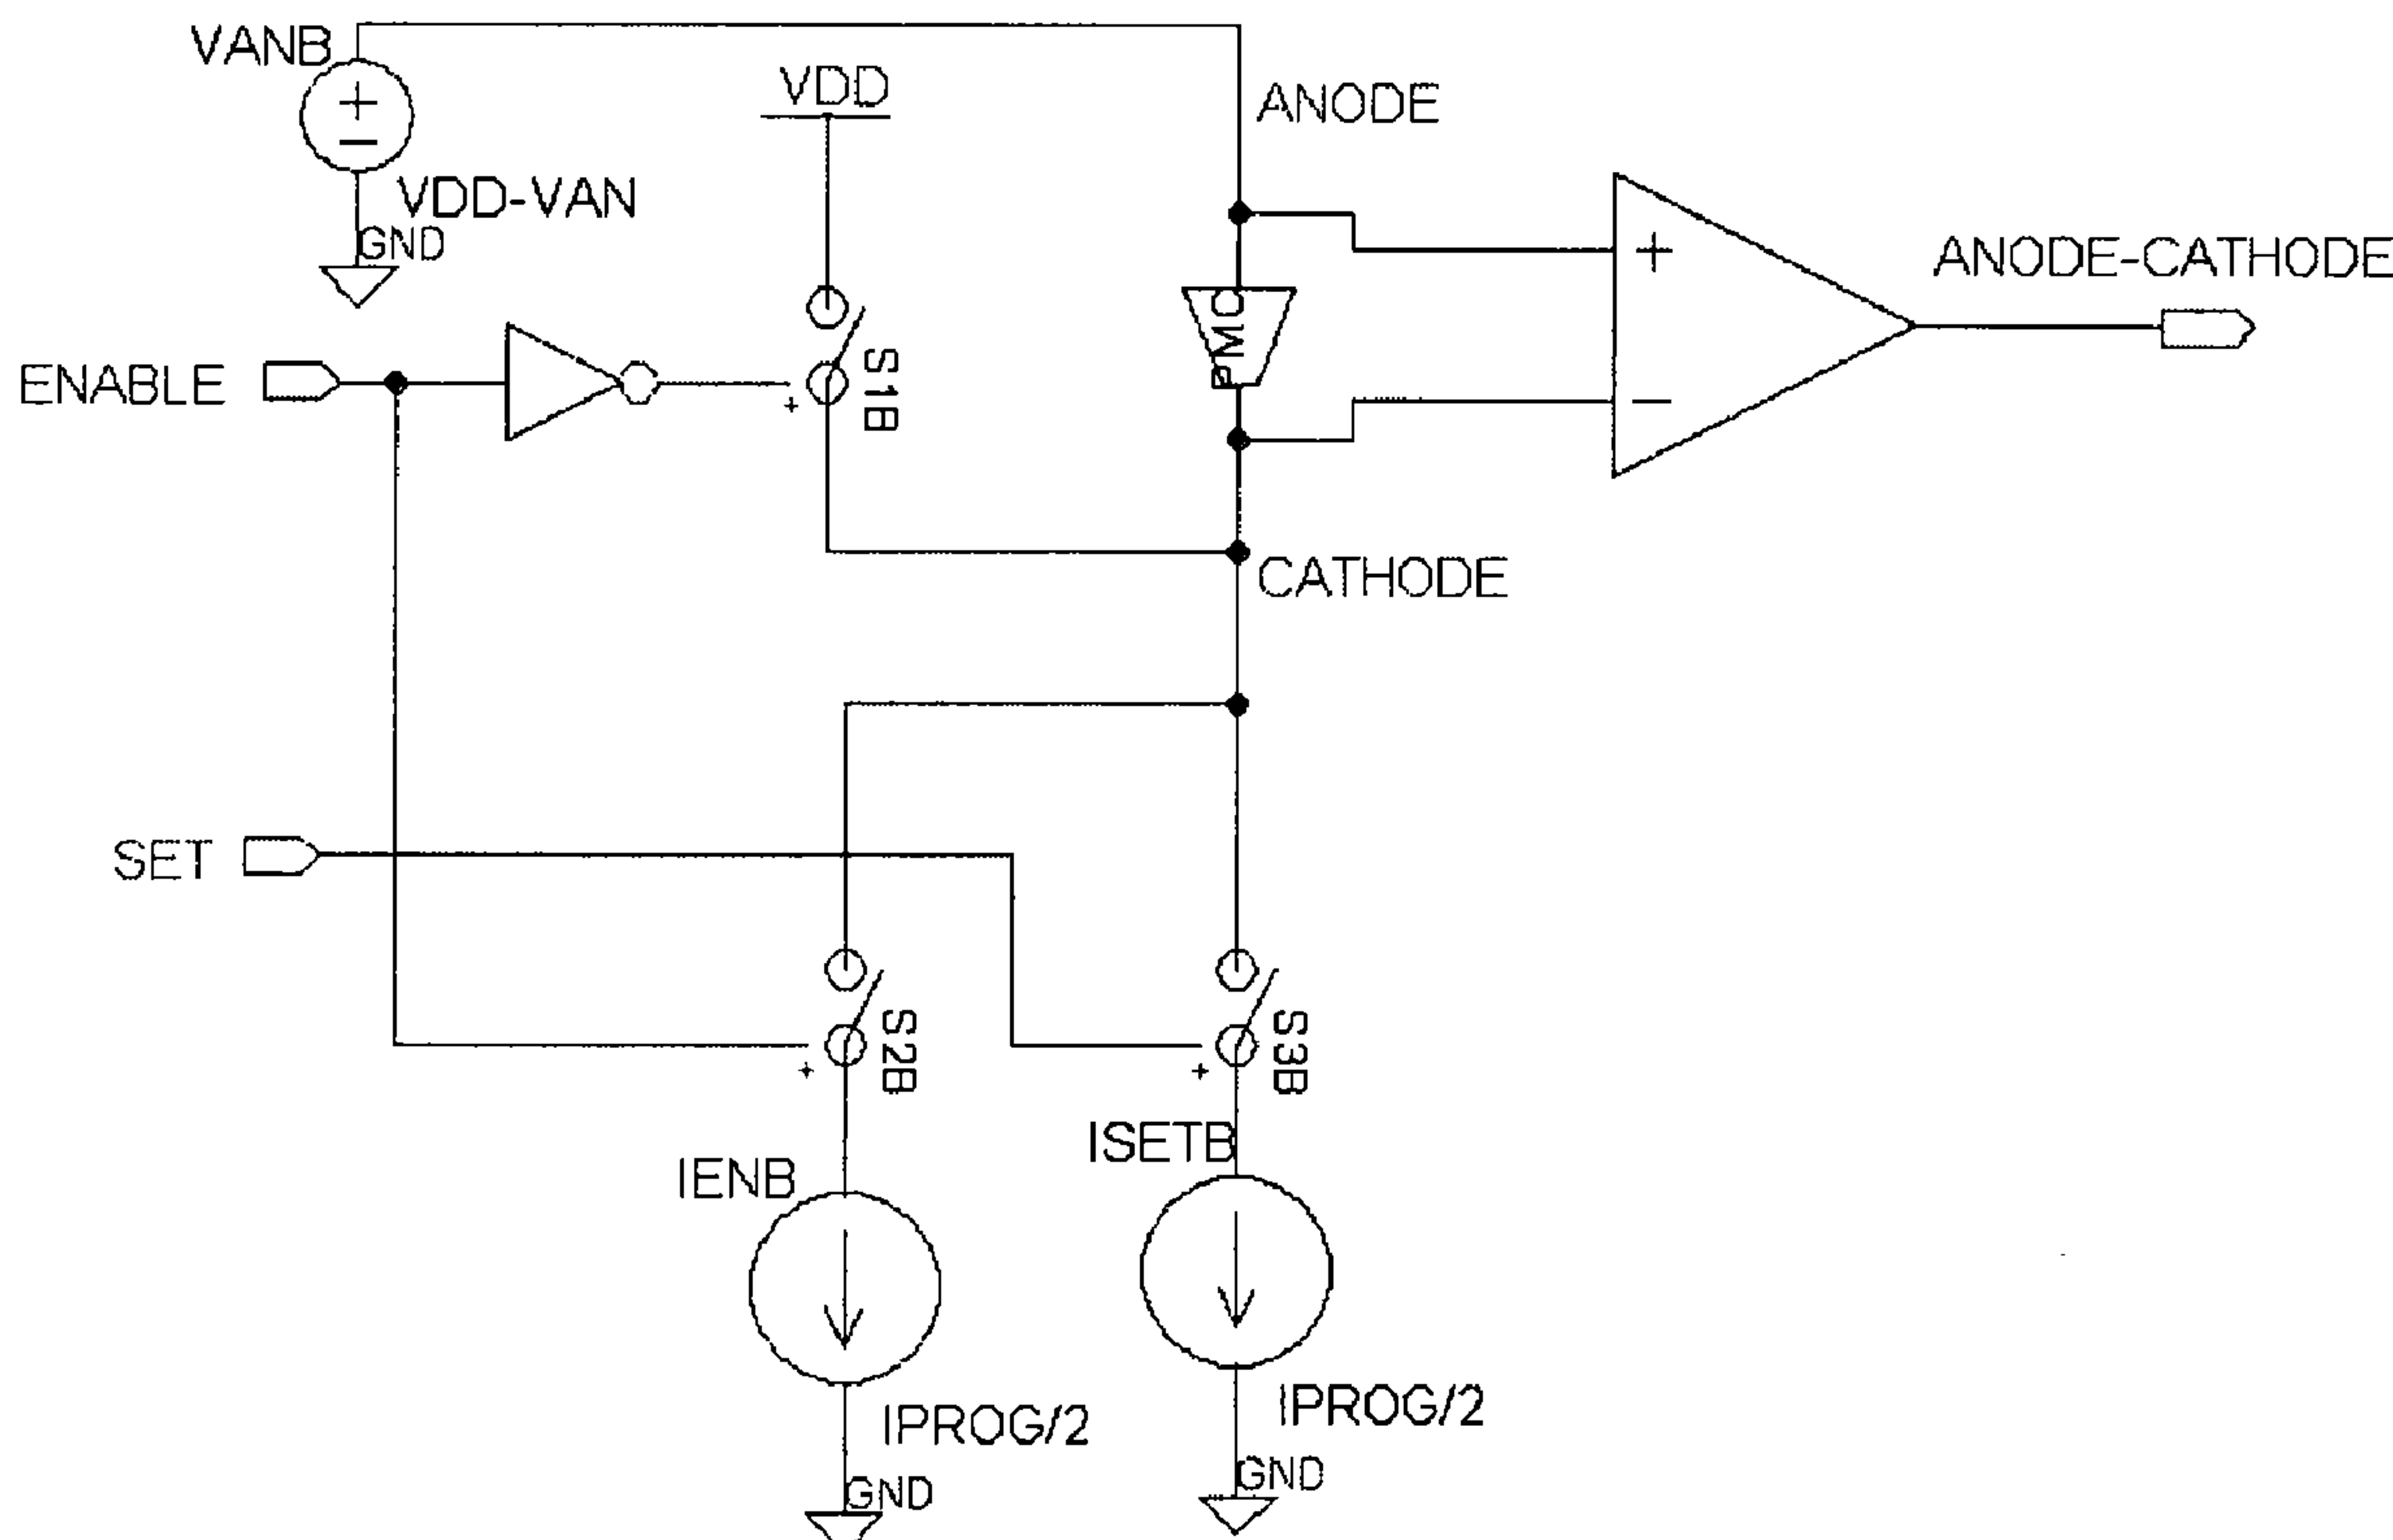 VANB
VDD
ANODE
VDD-VAN
GND
ANODE-CATHODE
PMC
ENABLE
S1B
+
-
+
-
+
CATHODE
SET
S2B
+
S3B
+
ISETB
IENB
IPROG/2
IPROG/2
GND
GND